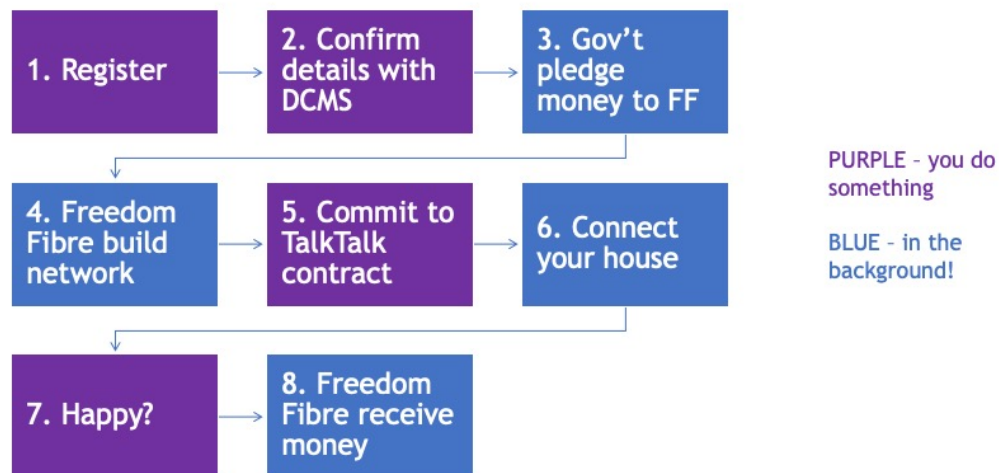 1. Register
2. Confirm
details with
DCMS
3. Gov’t
pledge
money to FF
4. Freedom
Fibre build
network
5. Commit to
TalkTalk
contract
6. Connect
your house
7. Happy?
8. Freedom
Fibre receive
money
PURPLE - you do
something
BLUE - in the
background!